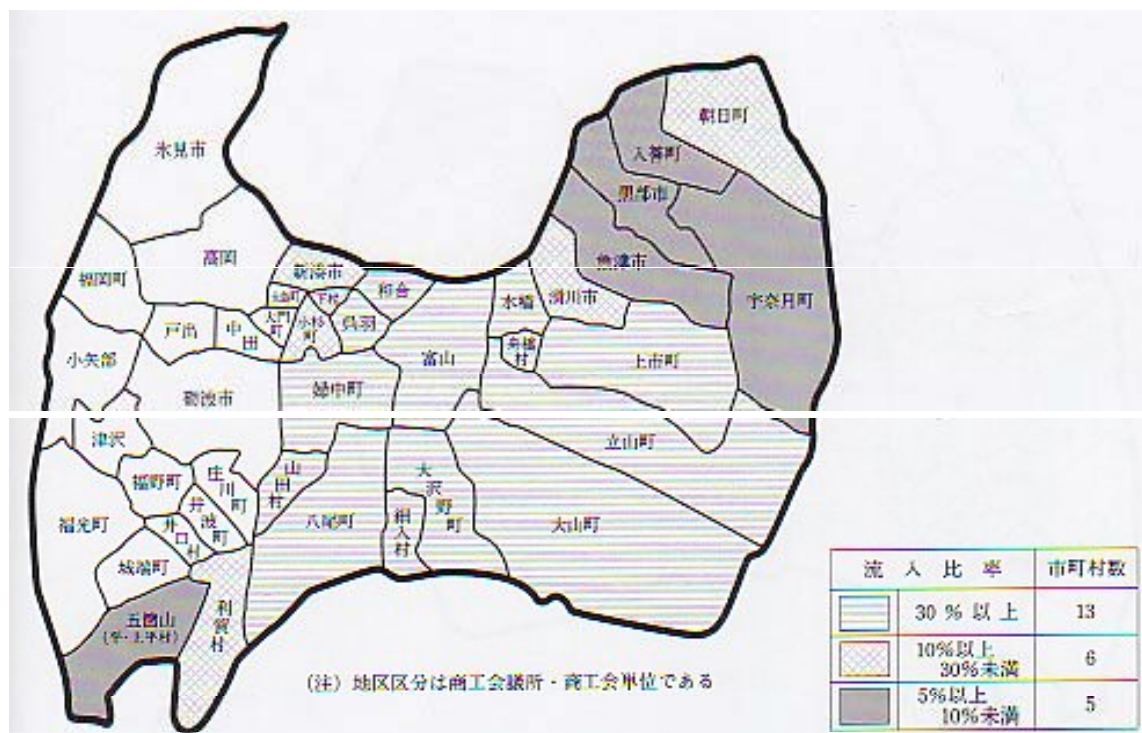 朝日町
入善町
氷見市
黒部市
高岡
魚津市
新湊市
福岡町
宇奈月町
和合
水橋
滑川市
大島町
下村
大門町
小杉町
呉羽
戸出
中田
舟橋村
小矢部
富山
上市町
婦中町
砺波市
津沢
立山町
福野町
庄川町
山田村
大沢野町
井波町
福光町
井口村
八尾町
細入村
大山町
城端町
利賀村
五箇山
(平・上平村)
(注) 地区区分は商工会議所・商工会単位である
流入比率 市町村数
30%以上 13
10%以上
30%未満 6
5%以上
10%未満 5